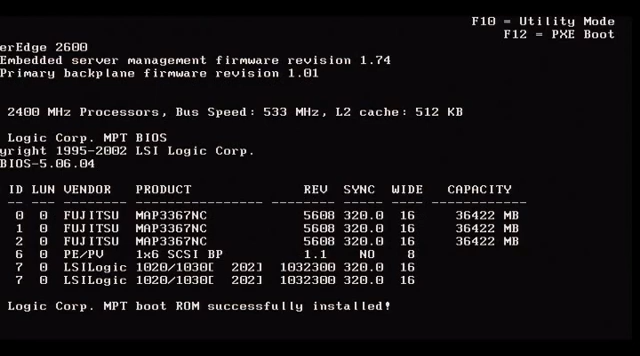 F10 = Utility Mode
F12 = PXE Boot
erEdge 2600
Embedded server management firmware revision 1.74
Primary backplane firmware revision 1.01
2400 MHz Processors, Bus Speed: 533 MHz, L2 cache: 512 KB
Logic Corp. MPT BIOS
yright 1995-2002 LSI Logic Corp.
BIOS-5.06.04
ID LUN VENDOR PRODUCT REV SYNC WIDE CAPACITY
-- --- -------- ---------------- ------- ----- ---- ------------
0 0 FUJITSU MAP3367NC 5608 320.0 16 36422 MB
1 0 FUJITSU MAP3367NC 5608 320.0 16 36422 MB
2 0 FUJITSU MAP3367NC 5608 320.0 16 36422 MB
6 0 PE/PV 1x6 SCSI BP 1.1 NO 8
7 0 LSILogic 1020/1030[ 202] 1032300 320.0 16
7 0 LSILogic 1020/1030[ 202] 1032300 320.0 16
Logic Corp. MPT boot ROM successfully installed!